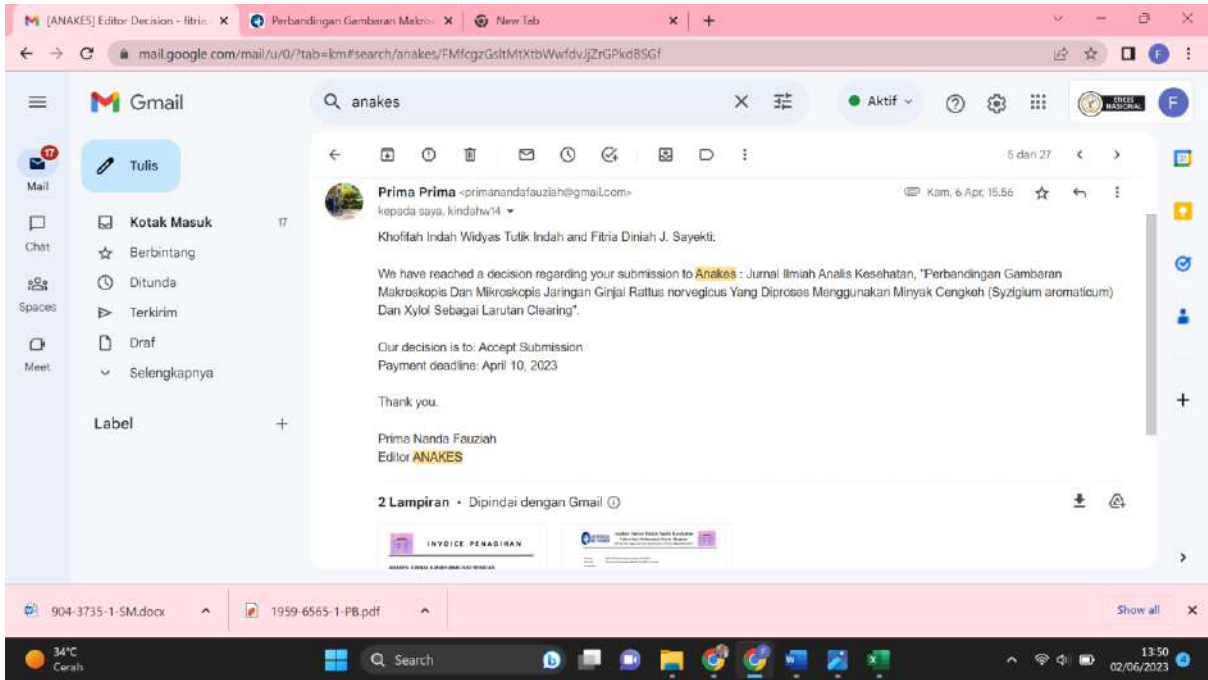 [ANAKES] Editor Decision - fitrin
Perbandingan Gambaran Makros
New Tab
mail.google.com/mail/u/0/?tab=km#search/anakes/FMfcgzGsltMtXtbWwfdvJjZrGPkdBSGf
F
Gmail
anakes
Aktif
STIKES
NASIONAL
F
17
Mail
Tulis
5 dari 27
31
Chat
Spaces
Meet
Kotak Masuk 17
Berbintang
Ditunda
Terkirim
Draf
Selengkapnya
Label
Prima Prima <primanandafauziah@gmail.com>
Kam, 6 Apr, 15.56
kepada saya, kindahw14
Khofifah Indah Widyas Tutik Indah and Fitria Diniah J. Sayekti:
We have reached a decision regarding your submission to Anakes : Jurnal Ilmiah Analis Kesehatan, "Perbandingan Gambaran
Makroskopis Dan Mikroskopis Jaringan Ginjal Rattus norvegicus Yang Diproses Menggunakan Minyak Cengkeh (Syzigium aromaticum)
Dan Xylol Sebagai Larutan Clearing".
Our decision is to: Accept Submission
Payment deadline: April 10, 2023
Thank you.
Prima Nanda Fauziah
Editor ANAKES
2 Lampiran • Dipindai dengan Gmail
INVOICE PENAGIHAN
904-3735-1-SM.docx
1959-6565-1-PB.pdf
Show all
34°C
Cerah
Search
13:50
02/06/2023
4